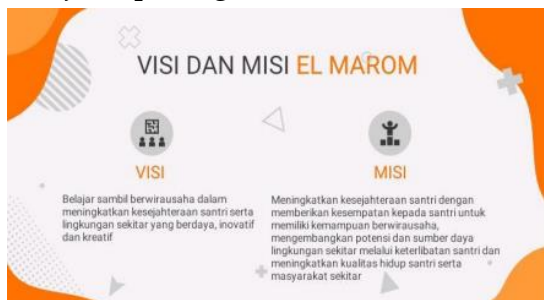 VISI DAN MISI EL MAROM
VISI
Belajar sambil berwirausaha dalam
meningkatkan kesejahteraan santri serta
lingkungan sekitar yang berdaya, inovatif
dan kreatif
MISI
Meningkatkan kesejahteraan santri dengan
memberikan kesempatan kepada santri untuk
memiliki kemampuan berwirausaha,
mengembangkan potensi dan sumber daya
lingkungan sekitar melalui keterlibatan santri dan
meningkatkan kualitas hidup santri serta
masyarakat sekitar